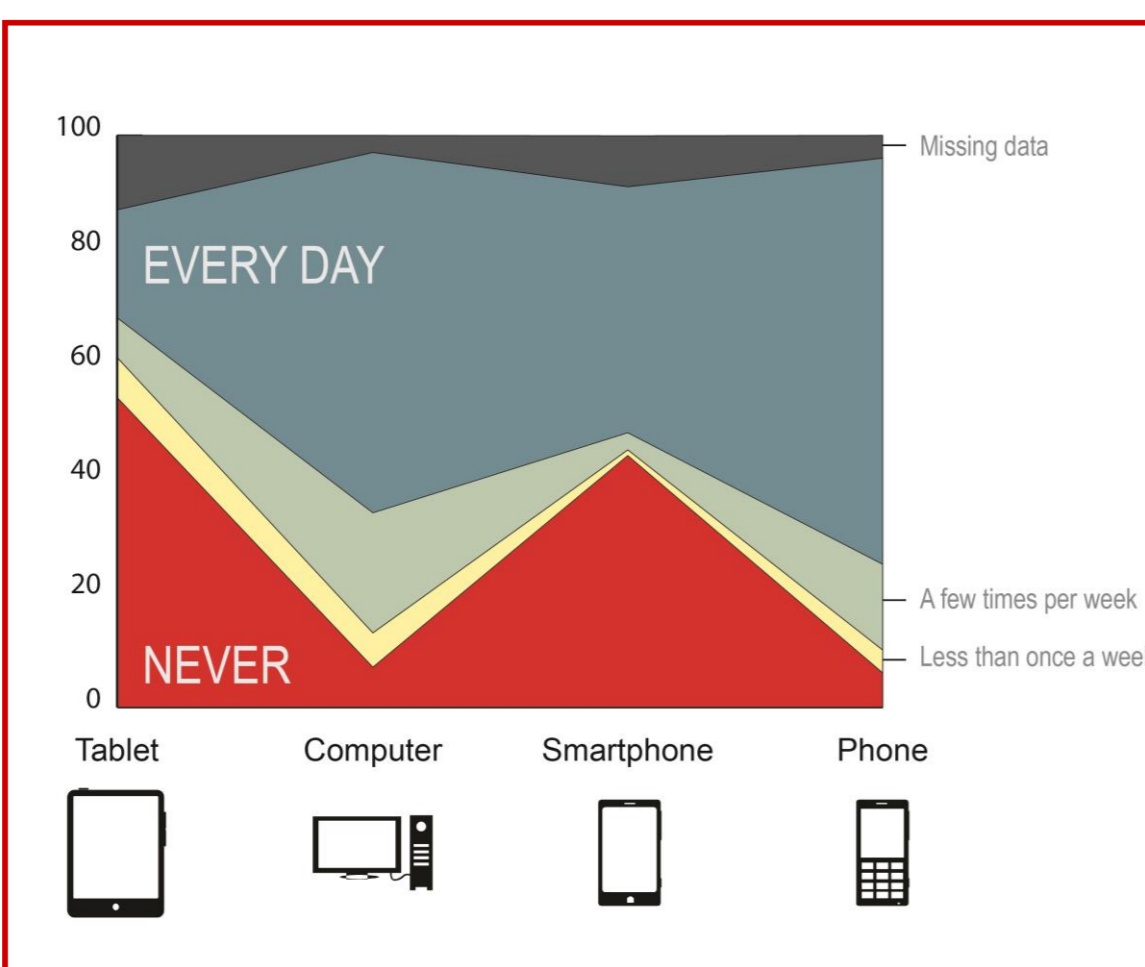 100
Missing data
80
EVERY DAY
60
40
20
A few times per week
NEVER
Less than once a wee
0
Tablet
Computer
Smartphone
Phone